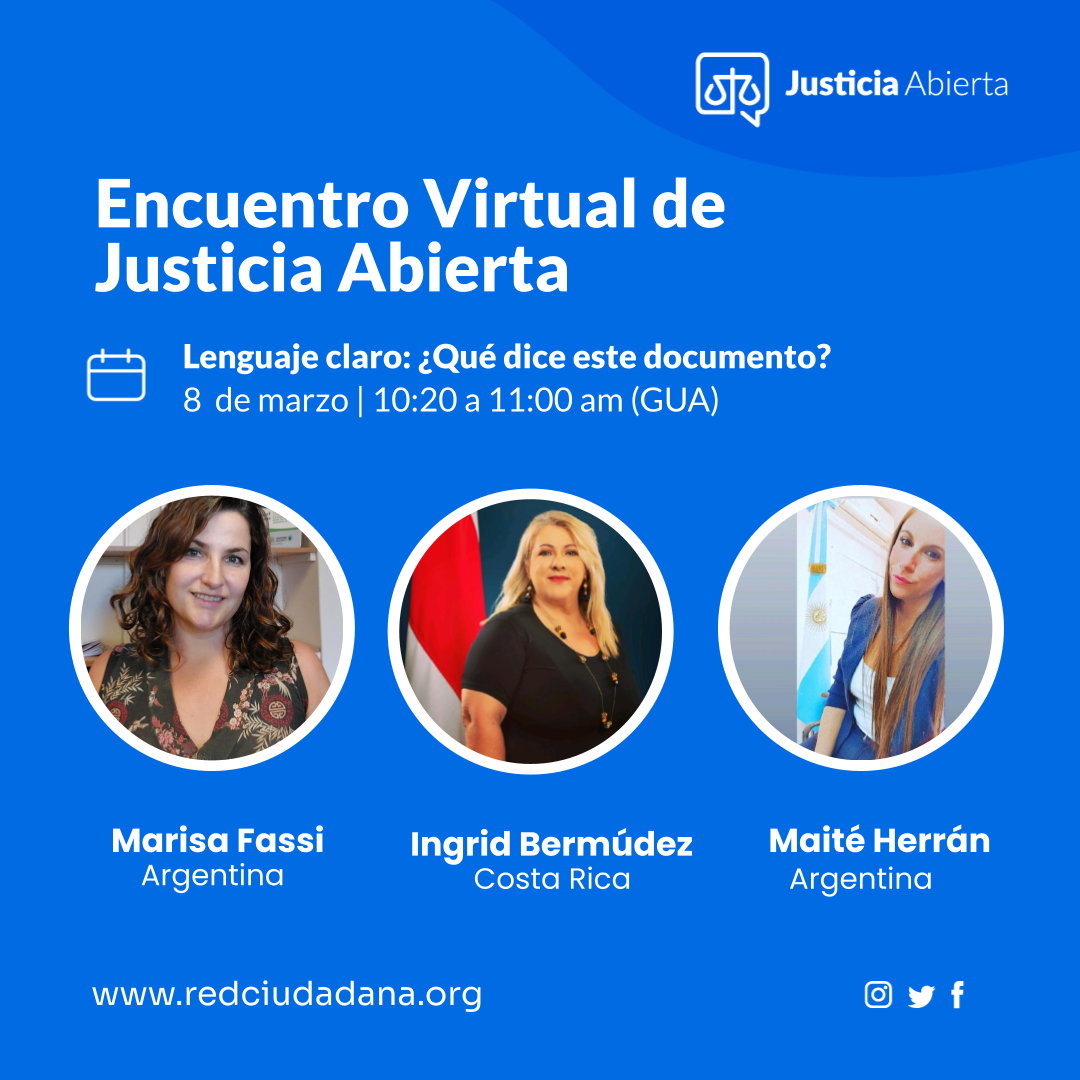 Justicia Abierta
Encuentro Virtual de
Justicia Abierta
Lenguaje claro: ¿Qué dice este documento?
8 de marzo | 10:20 a 11:00 am (GUA)
Marisa Fassi
Argentina
Ingrid Bermúdez
Costa Rica
Maité Herrán
Argentina
www.redciudadana.org